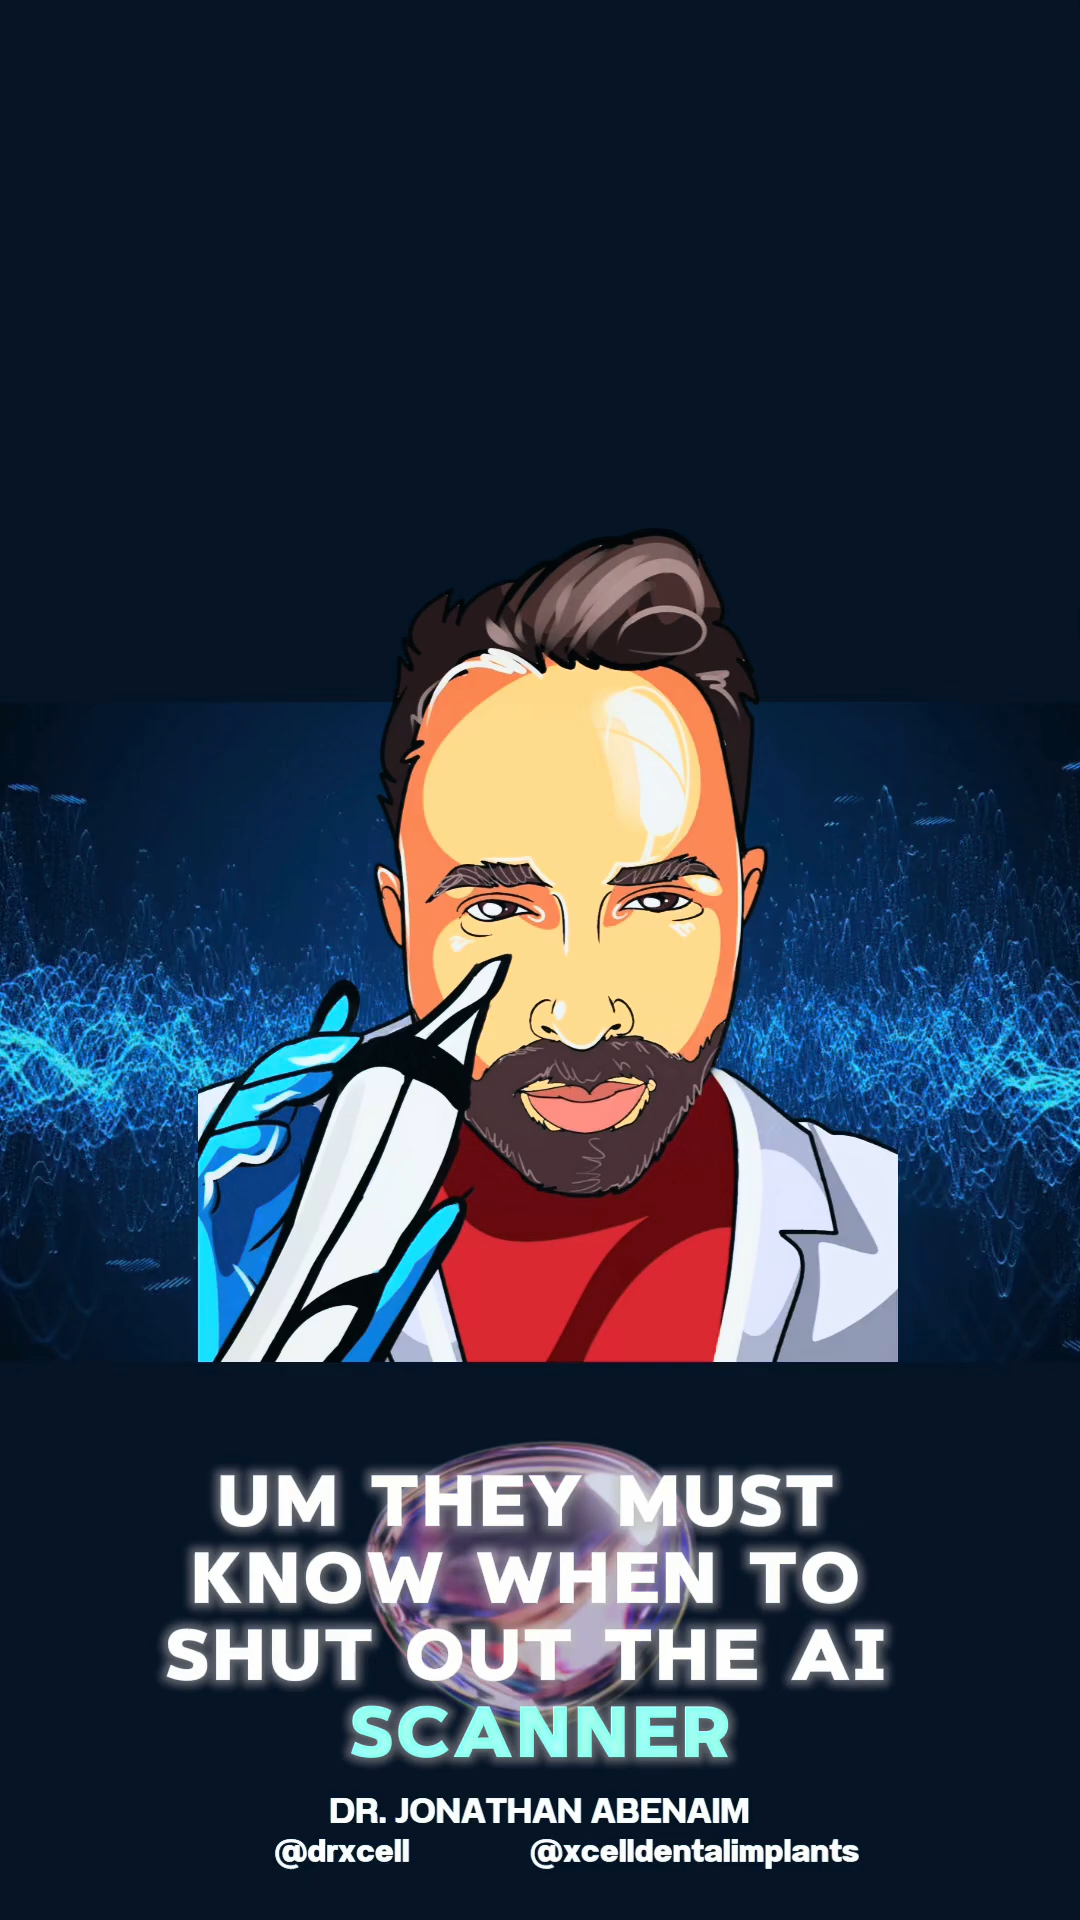 UM THEY MUST
KNOW WHEN TO
SHUT OUT THE AI
SCANNER
DR. JONATHAN ABENAIM
@drxcell @xcelldentalimplants